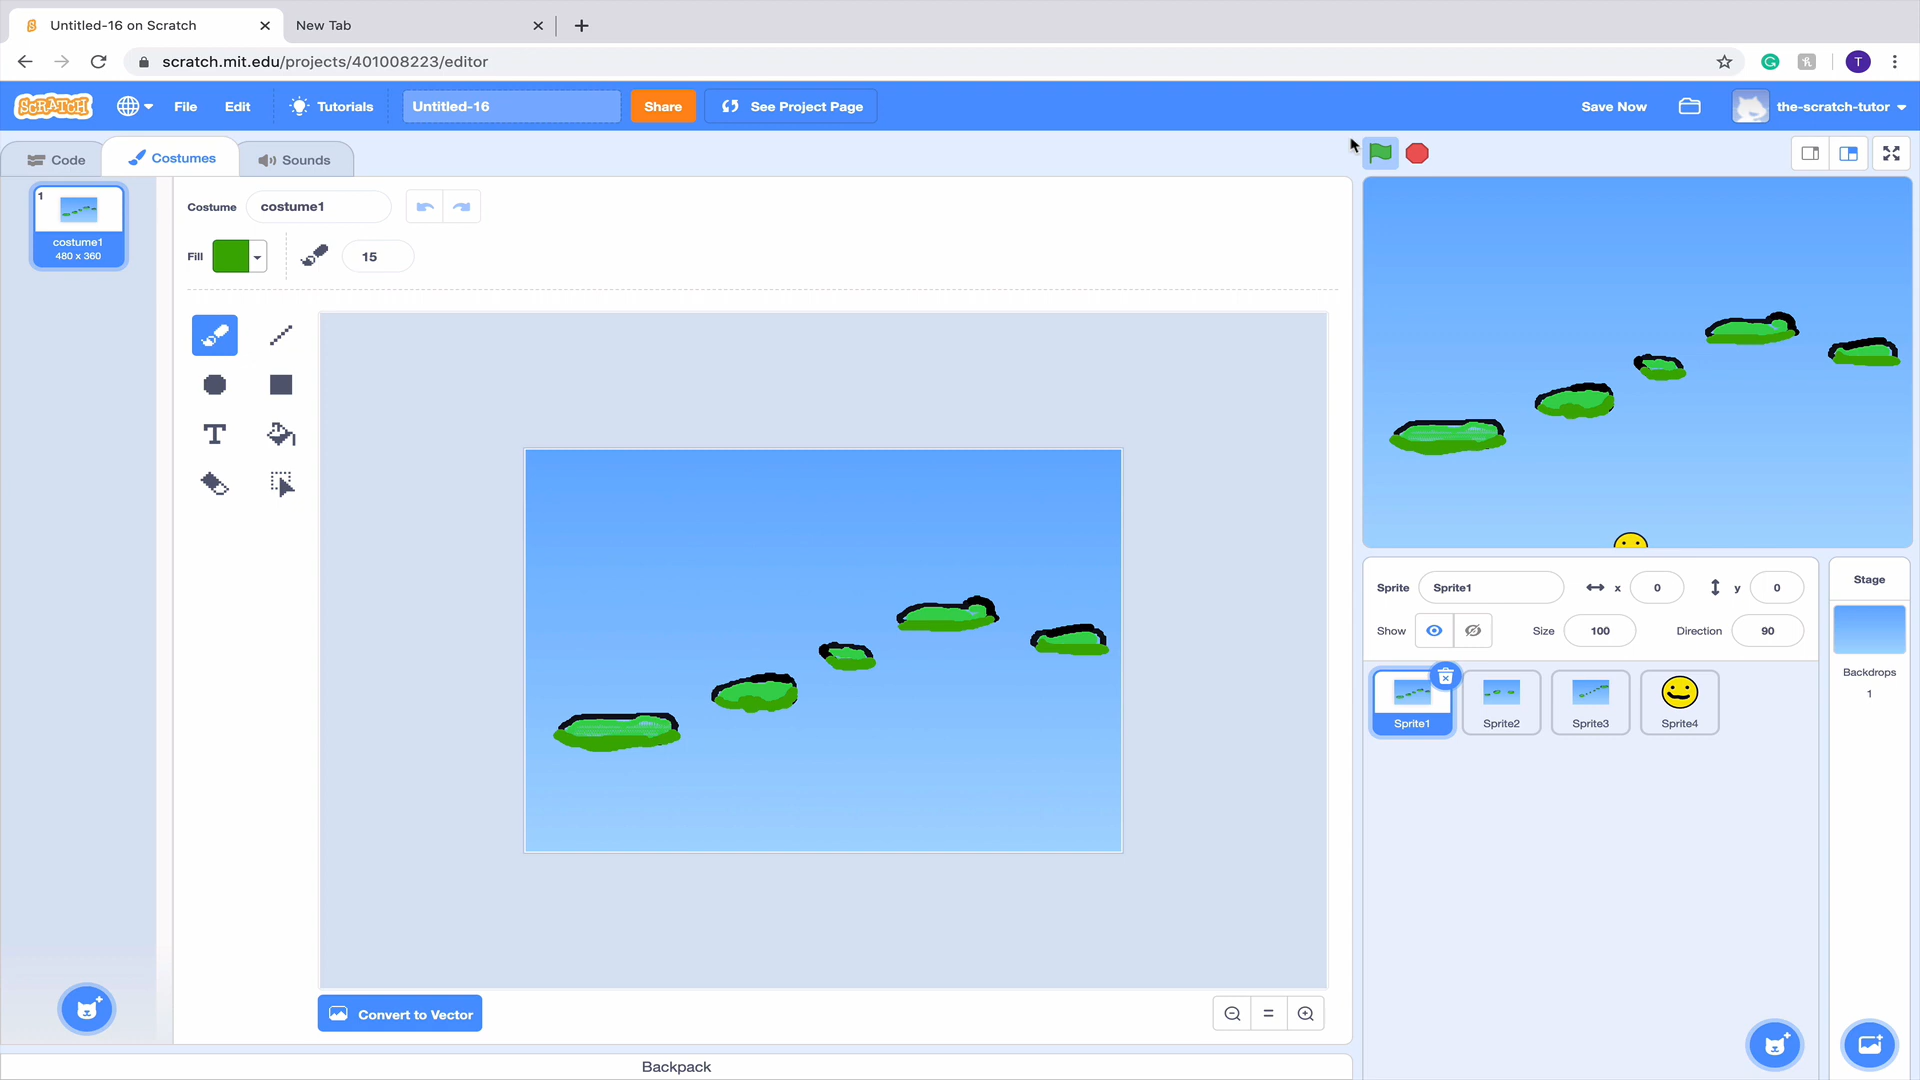 Untitled-16 on Scratch
New Tab
scratch.mit.edu/projects/401008223/editor
T
SCRATCH
File
Edit
Tutorials
Untitled-16
Share
See Project Page
Save Now
the-scratch-tutor
Code
Costumes
Sounds
1
costume1
480 x 360
Costume
costume1
Fill
15
T
Convert to Vector
Backpack
Sprite
Sprite1
x
0
y
0
Show
Size
100
Direction
90
Sprite1
Sprite2
Sprite3
Sprite4
Stage
Backdrops
1